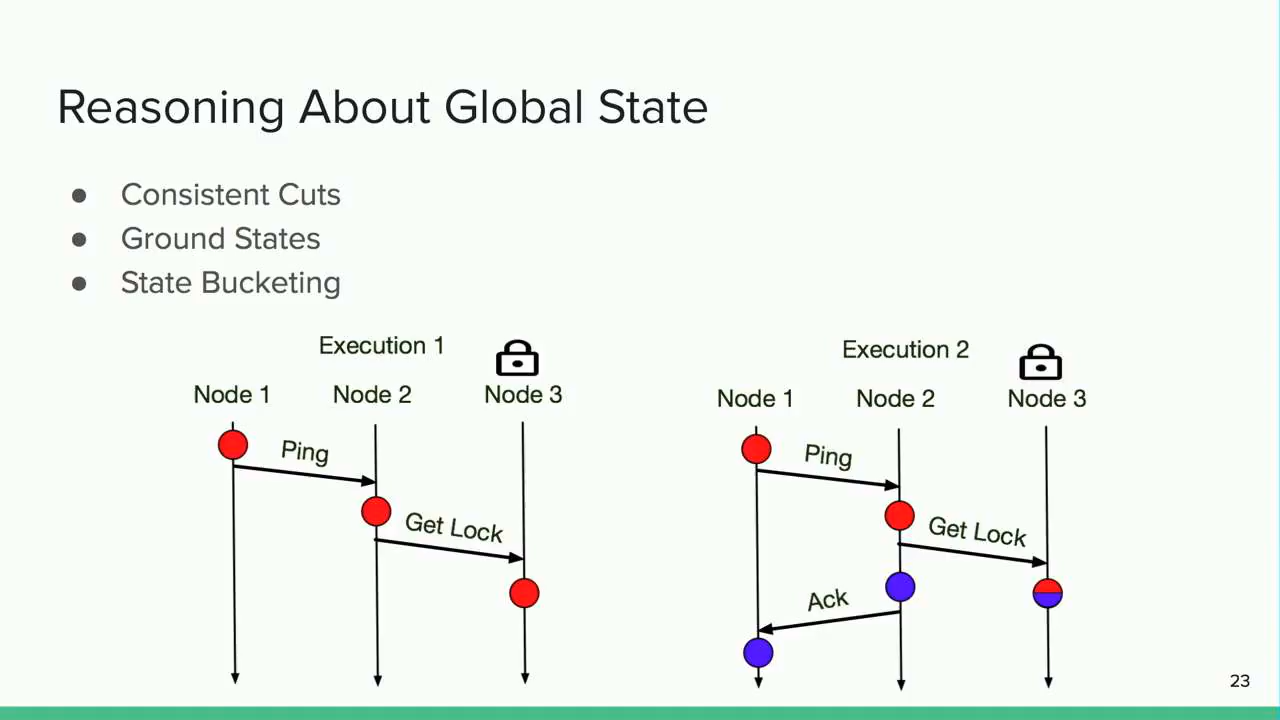 Reasoning About Global State
● Consistent Cuts
● Ground States
● State Bucketing
Execution 1
Node 1 Node 2 Node 3
Ping
Get Lock
Execution 2
Node 1 Node 2 Node 3
Ping
Get Lock
Ack
23